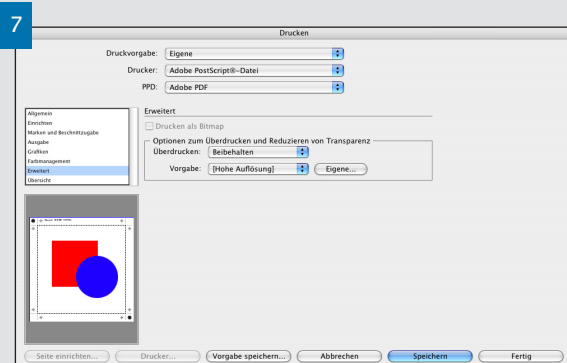 7
Drucken
Druckvorgabe: Eigene
Drucker: Adobe PostScript®-Datei
PPD: Adobe PDF
Allgemein
Einrichten
Marken und Beschnittzugabe
Ausgabe
Grafiken
Farbmanagement
Erweitert
Übersicht
Erweitert
Drucken als Bitmap
Optionen zum Überdrucken und Reduzieren von Transparenz
Überdrucken: Beibehalten
Vorgabe: [Hohe Auflösung] Eigene...
Seite einrichten... Drucker... Vorgabe speichern... Abbrechen Speichern Fertig